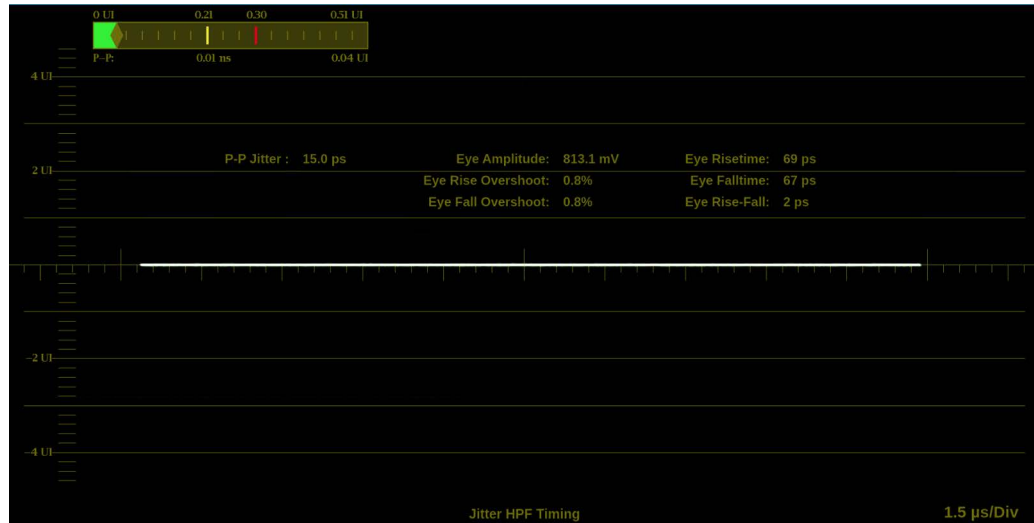 0 UI 0.21 0.30 0.51 UI
P-P: 0.01 ns 0.04 UI
4 UI
P-P Jitter : 15.0 ps Eye Amplitude: 813.1 mV Eye Risetime: 69 ps
2 UI
Eye Rise Overshoot: 0.8% Eye Falltime: 67 ps
Eye Fall Overshoot: 0.8% Eye Rise-Fall: 2 ps
-2 UI
-4 UI
Jitter HPF Timing 1.5 µs/Div